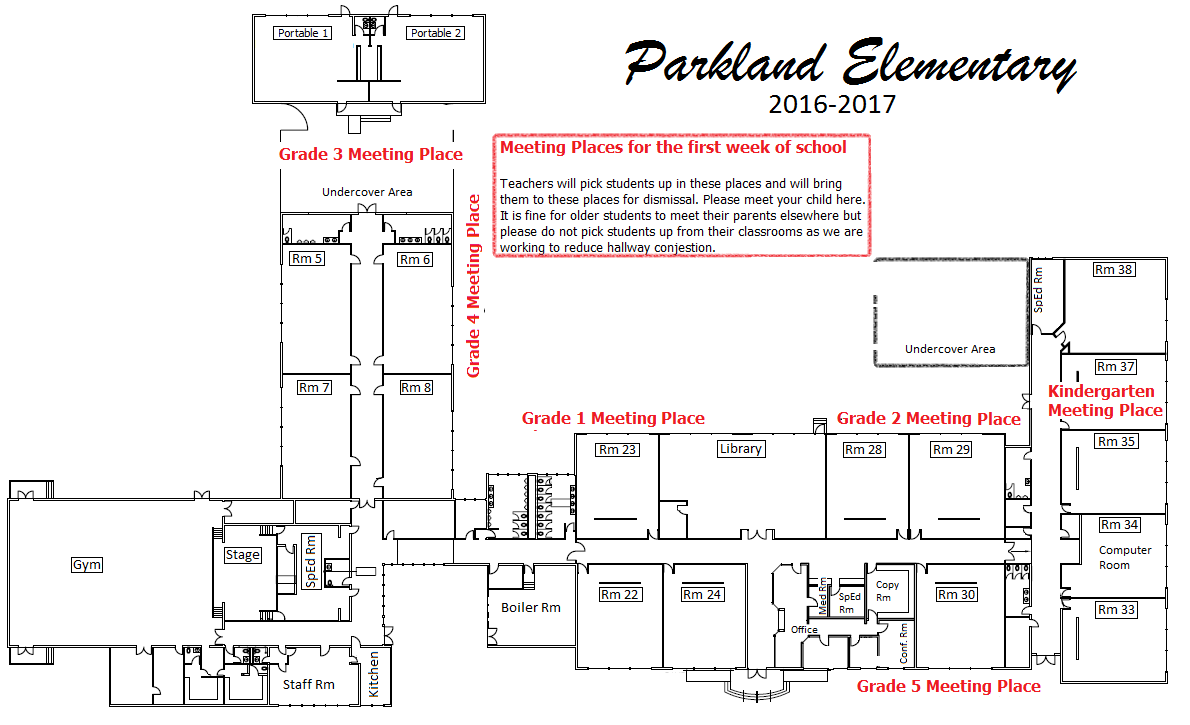 Portable 1
Portable 2
Parkland Elementary
2016-2017
Grade 3 Meeting Place
Meeting Places for the first week of school
Teachers will pick students up in these places and will bring
them to these places for dismissal. Please meet your child here.
It is fine for older students to meet their parents elsewhere but
please do not pick students up from their classrooms as we are
working to reduce hallway conjestion.
Undercover Area
Grade 4 Meeting Place
Rm 5
Rm 6
SpEd Rm
Rm 38
Undercover Area
Rm 37
Rm 7
Rm 8
Kindergarten
Meeting Place
Grade 1 Meeting Place
Grade 2 Meeting Place
Rm 23
Library
Rm 28
Rm 29
Rm 35
Rm 34
Computer
Room
Gym
Stage
SpEd Rm
Boiler Rm
Rm 22
Rm 24
Med Rm
SpEd
Rm
Copy
Rm
Rm 30
Rm 33
Office
Conf. Rm
Staff Rm
Kitchen
Grade 5 Meeting Place